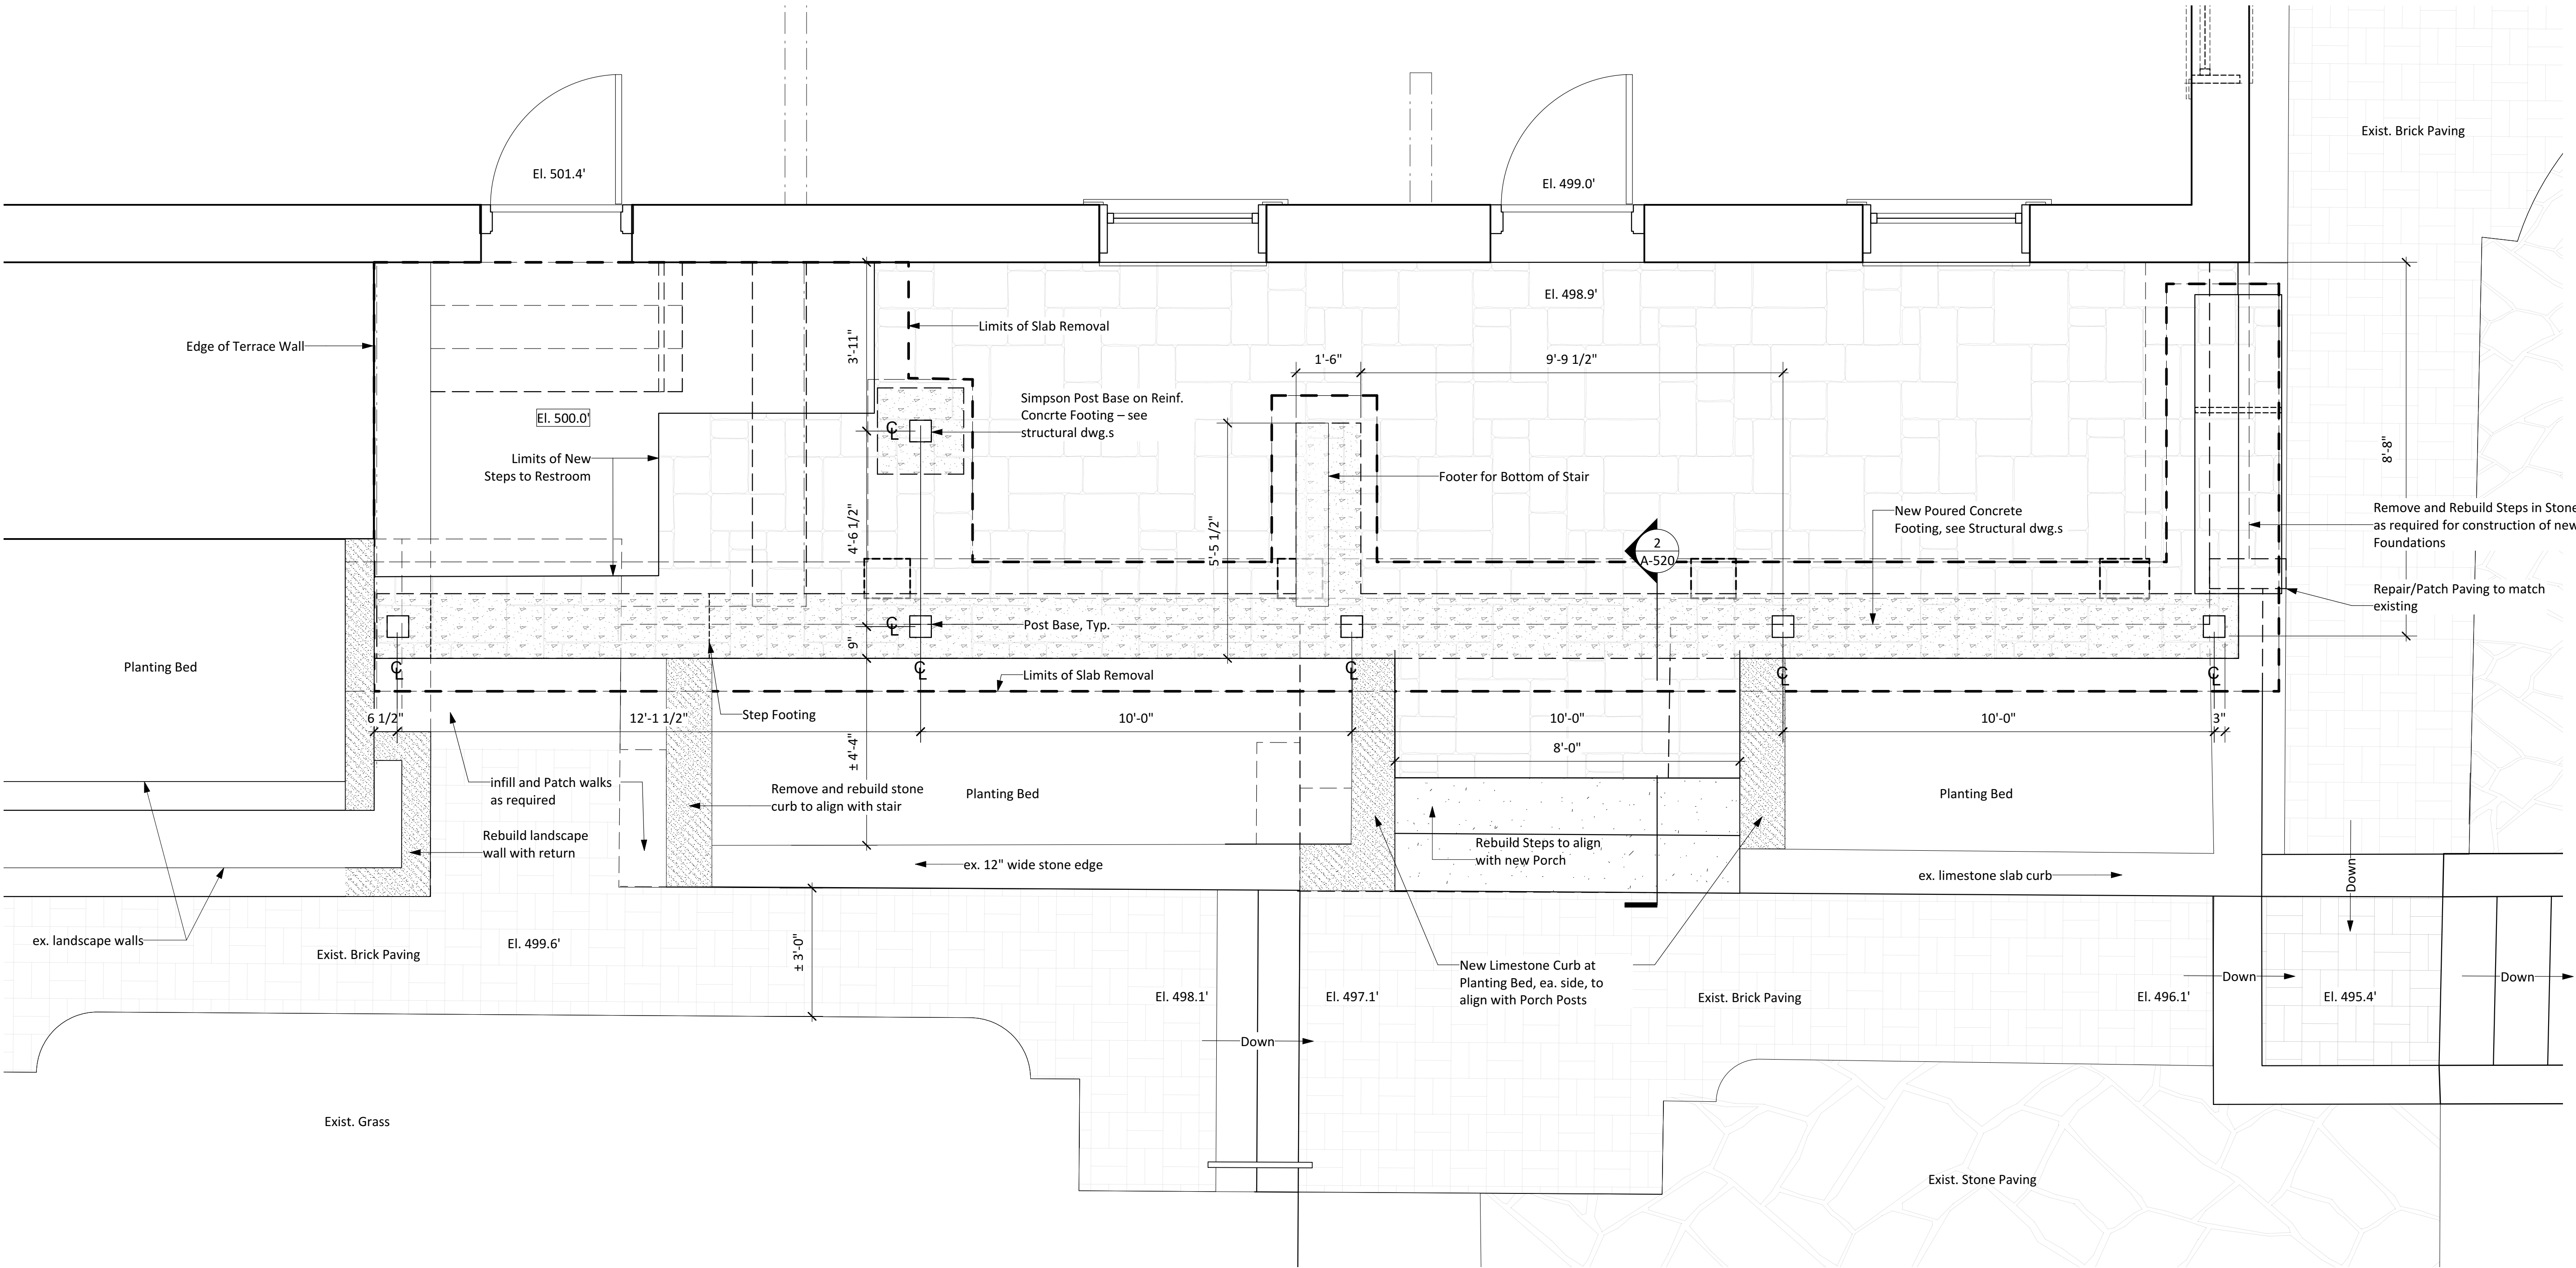 Exist. Brick Paving
El. 501.4'
El. 499.0'
El. 498.9'
Limits of Slab Removal
3'-11"
Edge of Terrace Wall
1'-6"
9'-9 1/2"
Simpson Post Base on Reinf.
Concrte Footing – see
structural dwg.s
El. 500.0'
CL
8'-8"
Limits of New
Steps to Restroom
Footer for Bottom of Stair
4'-6 1/2"
5'-5 1/2"
New Poured Concrete
Footing, see Structural dwg.s
2
A-520
Remove and Rebuild Steps in Stone
as required for construction of new
Foundations
Repair/Patch Paving to match
existing
CL
Post Base, Typ.
9"
Planting Bed
CL
CL
CL
CL
CL
Limits of Slab Removal
Step Footing
6 1/2"
12'-1 1/2"
10'-0"
10'-0"
10'-0"
3"
8'-0"
± 4'-4"
infill and Patch walks
as required
Remove and rebuild stone
curb to align with stair
Planting Bed
Planting Bed
Rebuild landscape
wall with return
Rebuild Steps to align
with new Porch
ex. 12" wide stone edge
ex. limestone slab curb
Down
ex. landscape walls
Exist. Brick Paving
El. 499.6'
± 3'-0"
New Limestone Curb at
Planting Bed, ea. side, to
align with Porch Posts
El. 498.1'
El. 497.1'
Exist. Brick Paving
El. 496.1'
Down
El. 495.4'
Down
Down
Exist. Grass
Exist. Stone Paving